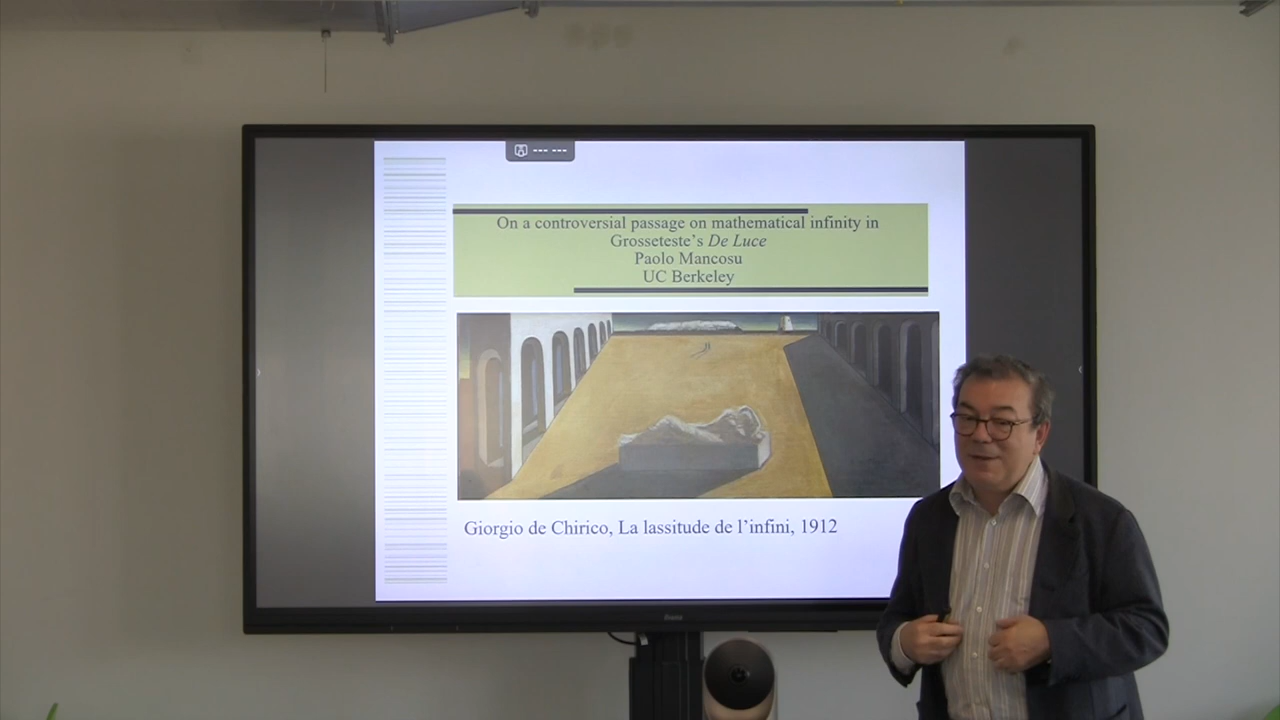 --- ---
On a controversial passage on mathematical infinity in
Grosseteste's De Luce
Paolo Mancosu
UC Berkeley
Giorgio de Chirico, La lassitude de l'infini, 1912